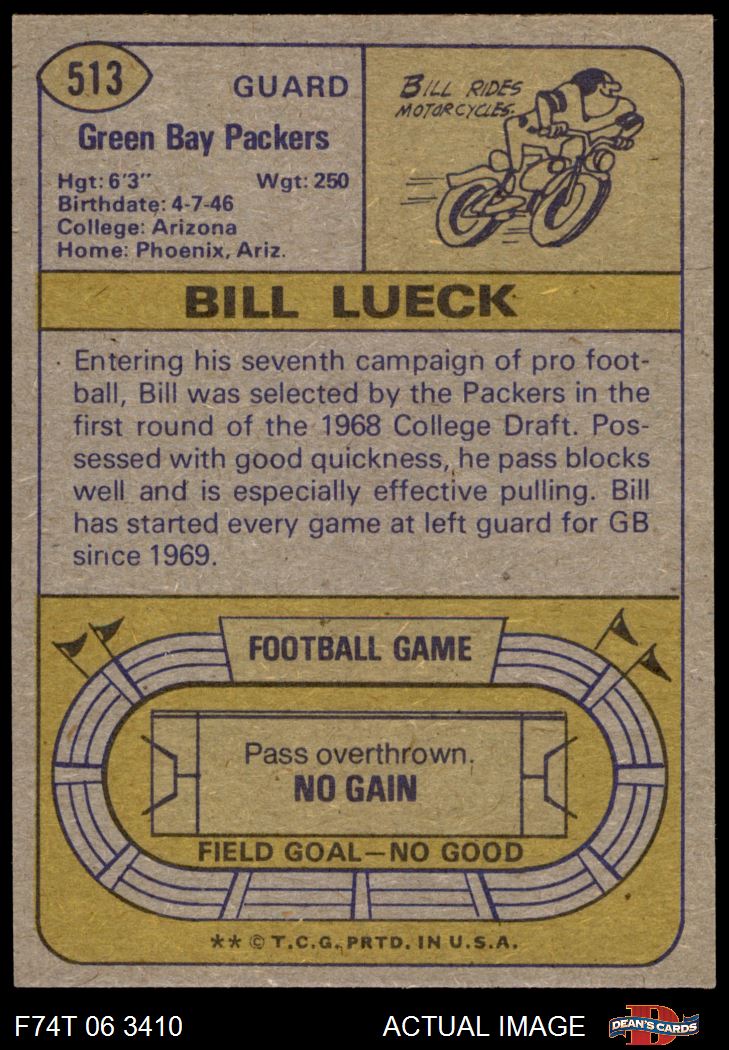 513
GUARD
Green Bay Packers
Hgt: 6'3" Wgt: 250
Birthdate: 4-7-46
College: Arizona
Home: Phoenix, Ariz.
BILL RIDES
MOTORCYCLES.
BILL LUECK
Entering his seventh campaign of pro foot-
ball, Bill was selected by the Packers in the
first round of the 1968 College Draft. Pos-
sessed with good quickness, he pass blocks
well and is especially effective pulling. Bill
has started every game at left guard for GB
since 1969.
FOOTBALL GAME
Pass overthrown.
NO GAIN
FIELD GOAL—NO GOOD
** © T.C.G. PRTD. IN U.S.A.
F74T 06 3410 ACTUAL IMAGE
D
DEAN'S CARDS